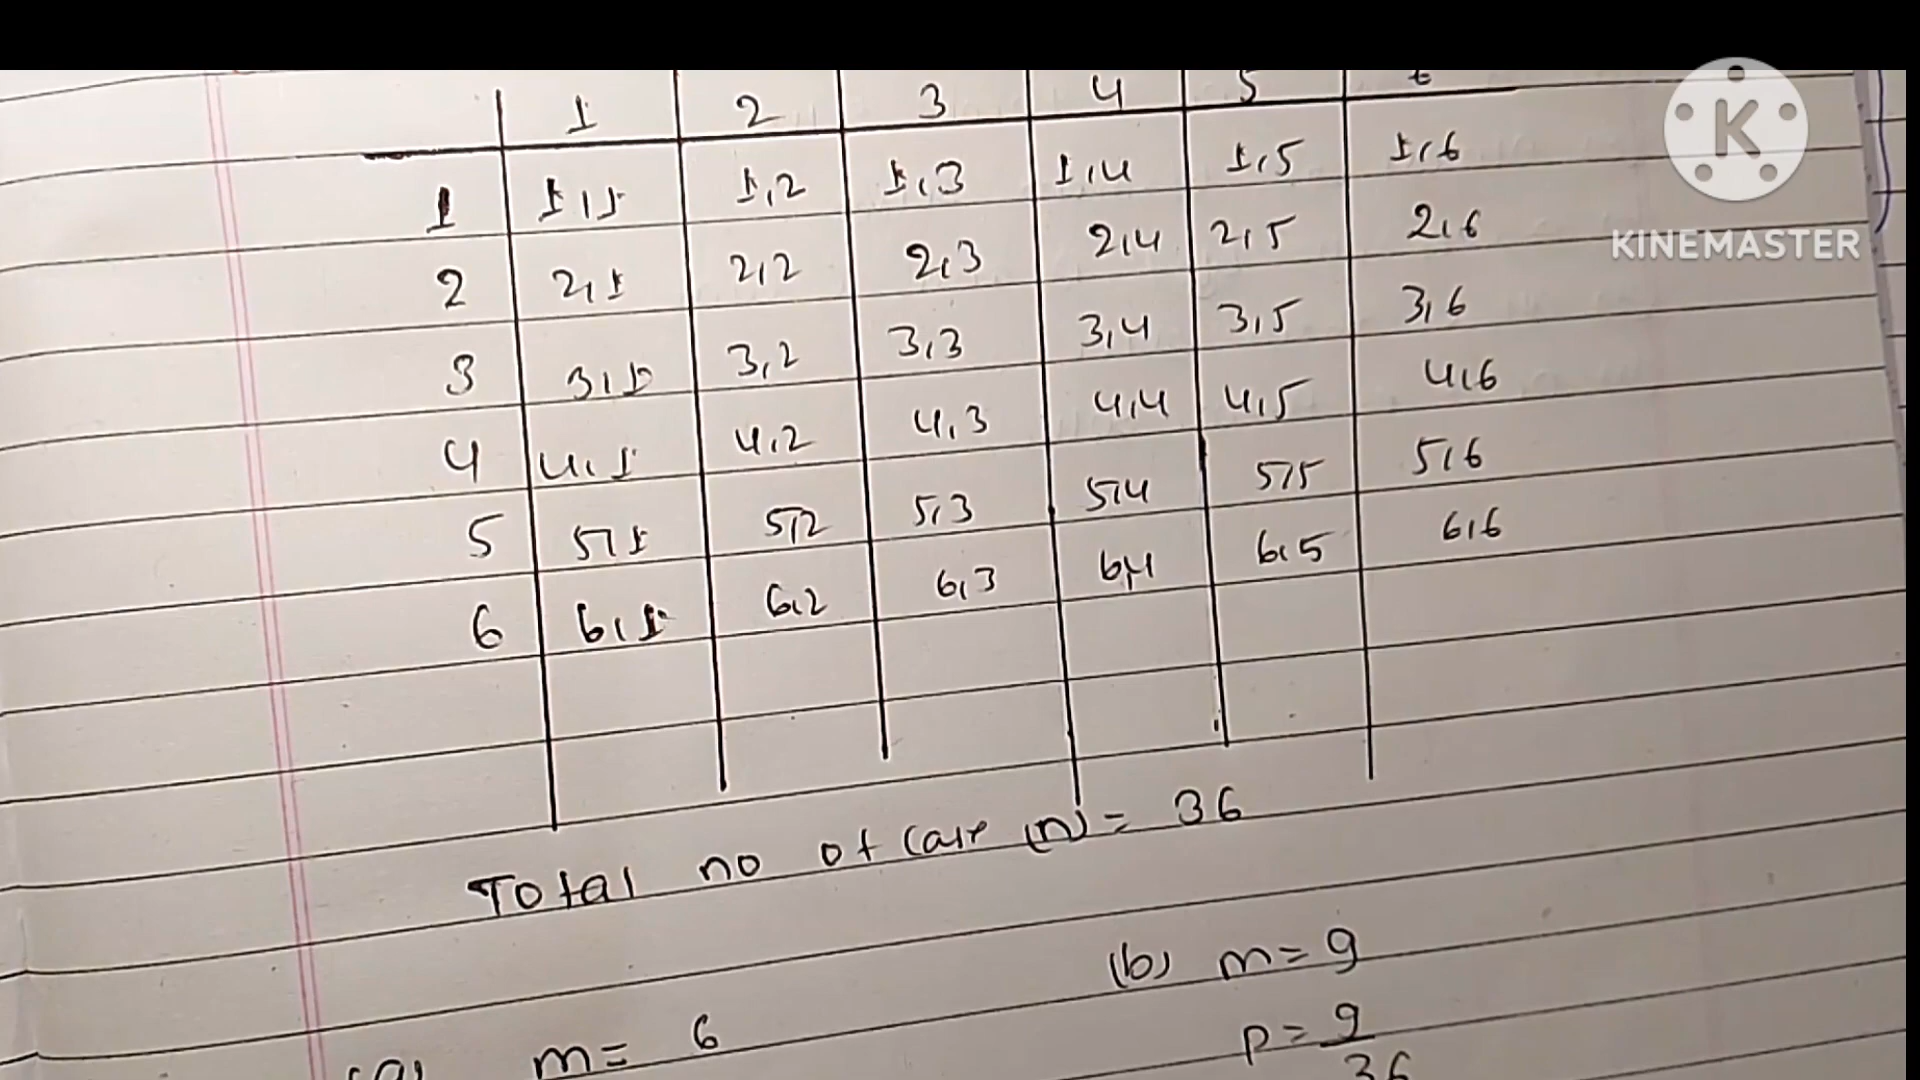 1 2 3 4 5
1 1,1 1,2 1,3 1,4 1,5 1,6
2 2,1 2,2 2,3 2,4 2,5 2,6
3 3,1 3,2 3,3 3,4 3,5 3,6
4 4,1 4,2 4,3 4,4 4,5 4,6
5 5,1 5,2 5,3 5,4 5,5 5,6
6 6,1 6,2 6,3 6,4 6,5 6,6
Total no of case (n) = 36
(a) m = 6
(b) m = 9
P = 9
36
K
KINEMASTER